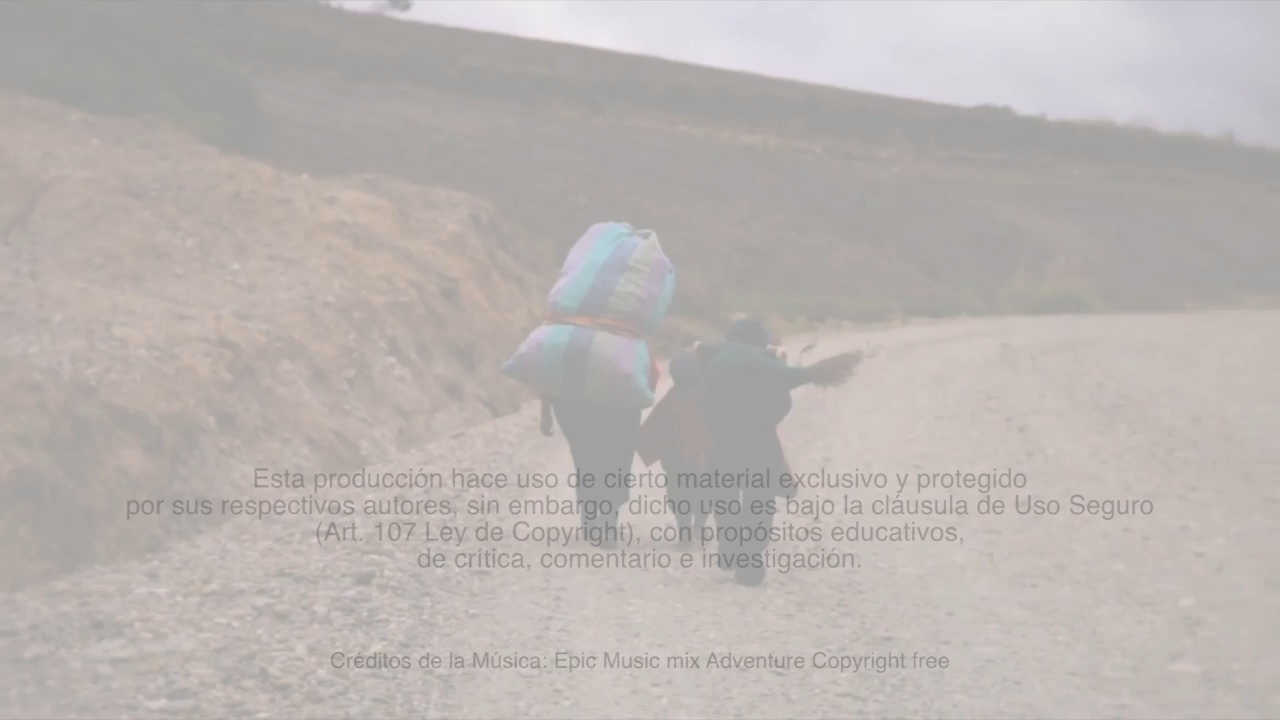 Esta producción hace uso de cierto material exclusivo y protegido
por sus respectivos autores, sin embargo, dicho uso es bajo la cláusula de Uso Seguro
(Art. 107 Ley de Copyright), con propósitos educativos,
de crítica, comentario e investigación.
Créditos de la Música: Epic Music mix Adventure Copyright free